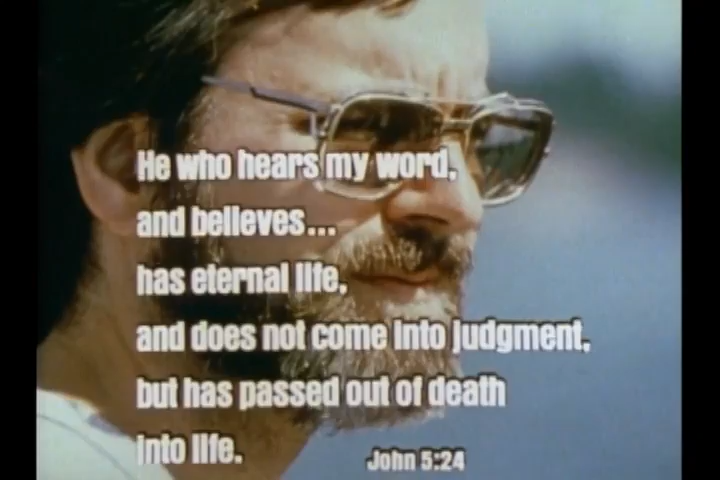 He who hears my word,
and believes...
has eternal life,
and does not come into judgment,
but has passed out of death
into life.
John 5:24